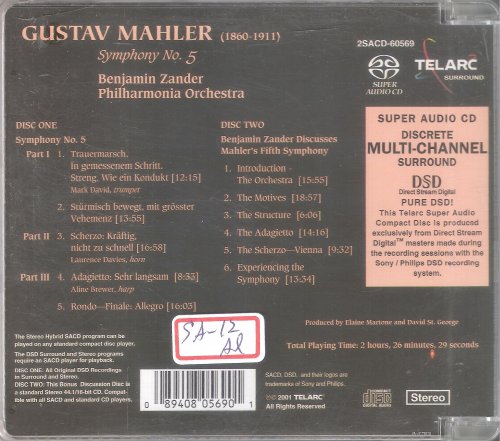 GUSTAV MAHLER (1860-1911)
Symphony No. 5
Benjamin Zander
Philharmonia Orchestra
2SACD-60569
SUPER AUDIO CD
TELARC
SURROUND
DISC ONE
Symphony No. 5
Part I 1. Trauermarsch.
In gemessenem Schritt.
Streng. Wie ein Kondukt [12:15]
Mark David, trumpet
2. Stürmisch bewegt, mit grösster
Vehemenz [13:55]
Part II 3. Scherzo: Kräftig,
nicht zu schnell [16:58]
Laurence Davies, horn
Part III 4. Adagietto: Sehr langsam [8:33]
Aline Brewer, harp
5. Rondo—Finale: Allegro [16:03]
DISC TWO
Benjamin Zander Discusses
Mahler's Fifth Symphony
1. Introduction -
The Orchestra [15:55]
2. The Motives [18:57]
3. The Structure [6:06]
4. The Adagietto [14:16]
5. The Scherzo—Vienna [9:32]
6. Experiencing the
Symphony [13:34]
SUPER AUDIO CD
DISCRETE
MULTI-CHANNEL
SURROUND
DSD
Direct Stream Digital
PURE DSD!
This Telarc Super Audio
Compact Disc is produced
exclusively from Direct Stream
Digital™ masters made during
the recording sessions with the
Sony / Philips DSD recording
system.
Produced by Elaine Martone and David St. George
Total Playing Time: 2 hours, 26 minutes, 29 seconds
The Stereo Hybrid SACD program can be
played on any standard compact disc player.
The DSD Surround and Stereo programs
require an SACD player for playback.
DISC ONE: All Original DSD Recordings
in Surround and Stereo.
DISC TWO: This Bonus Discussion Disc is
a Standard Stereo 44.1/16-bit CD. Compatible
with all SACD and standard CD players.
SA-12
0 89408 05690 1
SACD, DSD, and their logos are
trademarks of Sony and Philips.
©2001 TELARC
All Rights Reserved
COMPACT
disc
DIGITAL AUDIO
Stereo